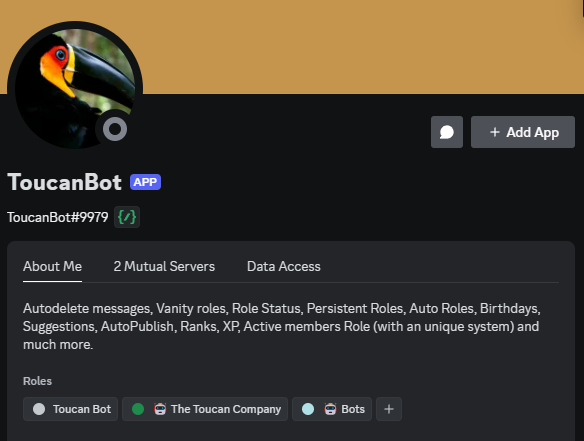 + Add App
ToucanBot APP
ToucanBot#9979 {/}
About Me 2 Mutual Servers Data Access
Autodelete messages, Vanity roles, Role Status, Persistent Roles, Auto Roles, Birthdays,
Suggestions, AutoPublish, Ranks, XP, Active members Role (with an unique system) and
much more.
Roles
Toucan Bot The Toucan Company Bots +